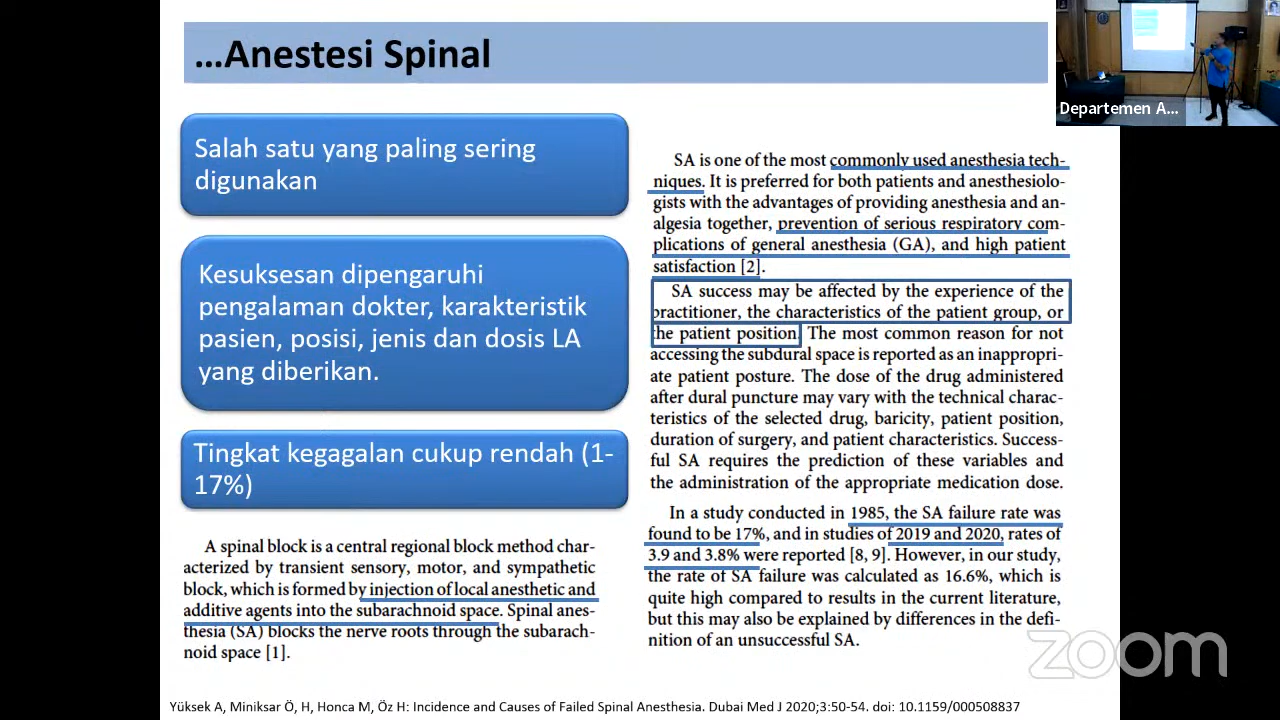 ...Anestesi Spinal
Salah satu yang paling sering
digunakan
Kesuksesan dipengaruhi
pengalaman dokter, karakteristik
pasien, posisi, jenis dan dosis LA
yang diberikan.
Tingkat kegagalan cukup rendah (1-
17%)
A spinal block is a central regional block method char-
acterized by transient sensory, motor, and sympathetic
block, which is formed by injection of local anesthetic and
additive agents into the subarachnoid space. Spinal anes-
thesia (SA) blocks the nerve roots through the subarach-
noid space [1].
SA is one of the most commonly used anesthesia tech-
niques. It is preferred for both patients and anesthesiolo-
gists with the advantages of providing anesthesia and an-
algesia together, prevention of serious respiratory com-
plications of general anesthesia (GA), and high patient
satisfaction [2].
SA success may be affected by the experience of the
practitioner, the characteristics of the patient group, or
the patient position. The most common reason for not
accessing the subdural space is reported as an inappropri-
ate patient posture. The dose of the drug administered
after dural puncture may vary with the technical charac-
teristics of the selected drug, baricity, patient position,
duration of surgery, and patient characteristics. Success-
ful SA requires the prediction of these variables and
the administration of the appropriate medication dose.
In a study conducted in 1985, the SA failure rate was
found to be 17%, and in studies of 2019 and 2020, rates of
3.9 and 3.8% were reported [8, 9]. However, in our study,
the rate of SA failure was calculated as 16.6%, which is
quite high compared to results in the current literature,
but this may also be explained by differences in the defi-
nition of an unsuccessful SA.
Yüksek A, Miniksar Ö, H, Honca M, Öz H: Incidence and Causes of Failed Spinal Anesthesia. Dubai Med J 2020;3:50-54. doi: 10.1159/000508837
Departemen A...
zoom